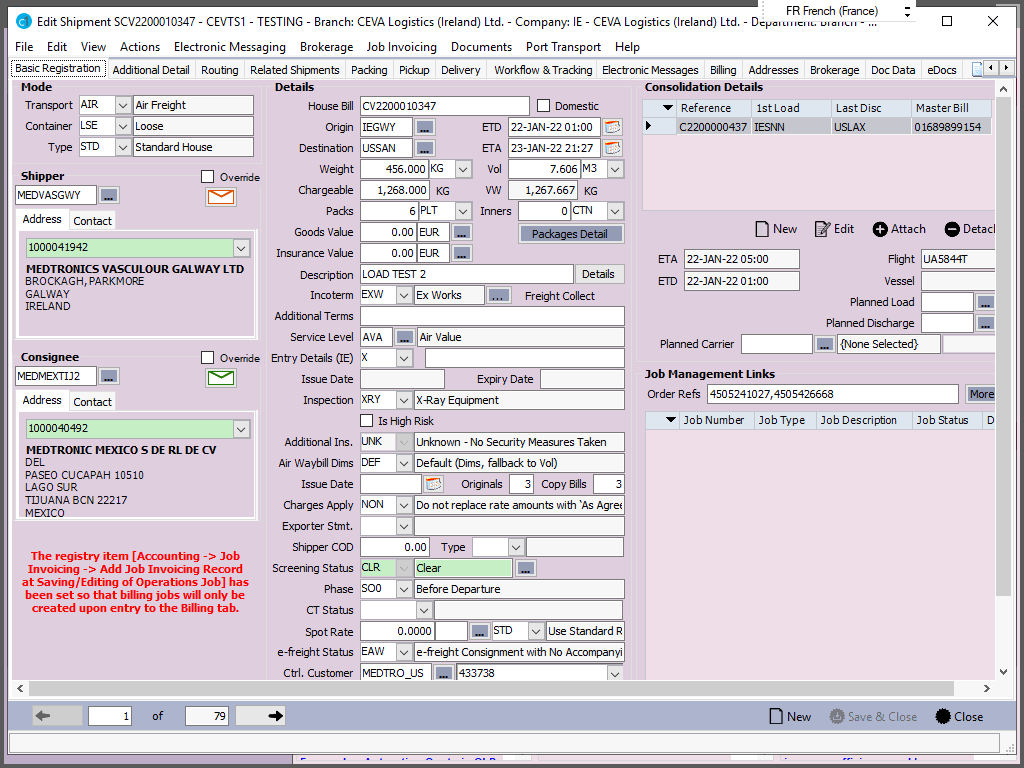 Edit Shipment SCV2200010347 - CEVTS1 - TESTING - Branch: CEVA Logistics (Ireland) Ltd. - Company: IE - CEVA Logistics (Ireland) Ltd. - Department: Branch - ...
FR French (France)
File Edit View Actions Electronic Messaging Brokerage Job Invoicing Documents Port Transport Help
Basic Registration Additional Detail Routing Related Shipments Packing Pickup Delivery Workflow & Tracking Electronic Messages Billing Addresses Brokerage Doc Data eDocs
Mode
Transport AIR Air Freight
Container LSE Loose
Type STD Standard House
Shipper Override
MEDVASGWY ...
Address Contact
1000041942
MEDTRONICS VASCULOUR GALWAY LTD
BROCKAGH, PARKMORE
GALWAY
IRELAND
Consignee Override
MEDMEXTIJ2 ...
Address Contact
1000040492
MEDTRONIC MEXICO S DE RL DE CV
DEL
PASEO CUCAPAH 10510
LAGO SUR
TIJUANA BCN 22217
MEXICO
The registry item [Accounting -> Job
Invoicing -> Add Job Invoicing Record
at Saving/Editing of Operations Job] has
been set so that billing jobs will only be
created upon entry to the Billing tab.
Details
House Bill CV2200010347 Domestic
Origin IEGWY ... ETD 22-JAN-22 01:00
Destination USSAN ... ETA 23-JAN-22 21:27
Weight 456.000 KG Vol 7.606 M3
Chargeable 1,268.000 KG VW 1,267.667 KG
Packs 6 PLT Inners 0 CTN
Goods Value 0.00 EUR ... Packages Detail
Insurance Value 0.00 EUR ...
Description LOAD TEST 2 Details
Incoterm EXW Ex Works ... Freight Collect
Additional Terms
Service Level AVA ... Air Value
Entry Details (IE) X
Issue Date Expiry Date
Inspection XRY X-Ray Equipment
Is High Risk
Additional Ins. UNK Unknown - No Security Measures Taken
Air Waybill Dims DEF Default (Dims, fallback to Vol)
Issue Date Originals 3 Copy Bills 3
Charges Apply NON Do not replace rate amounts with `As Agree
Exporter Stmt.
Shipper COD 0.00 Type
Screening Status CLR Clear ...
Phase SO0 Before Departure
CT Status
Spot Rate 0.0000 ... STD Use Standard R
e-freight Status EAW e-freight Consignment with No Accompanyi
Ctrl. Customer MEDTRO_US ... 433738
Consolidation Details
Reference 1st Load Last Disc Master Bill
C2200000437 IESNN USLAX 01689899154
New Edit Attach Detach
ETA 22-JAN-22 05:00 Flight UA5844T
ETD 22-JAN-22 01:00 Vessel
Planned Load ...
Planned Discharge ...
Planned Carrier ... {None Selected}
Job Management Links
Order Refs 4505241027,4505426668 More
Job Number Job Type Job Description Job Status D
1 of 79 New Save & Close Close